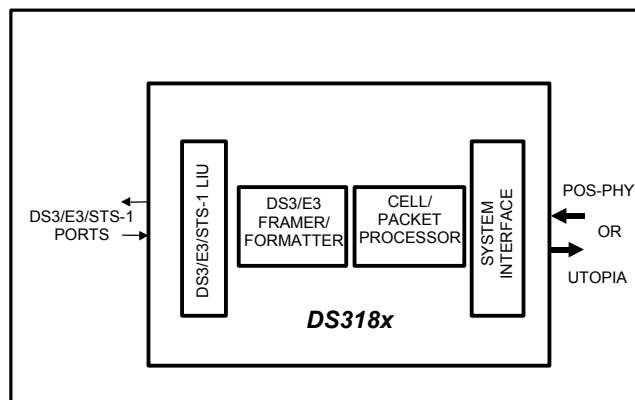 DS3/E3/STS-1
PORTS
DS3/E3/STS-1 LIU
DS3/E3
FRAMER/
FORMATTER
CELL/
PACKET
PROCESSOR
SYSTEM
INTERFACE
POS-PHY
OR
UTOPIA
DS318x